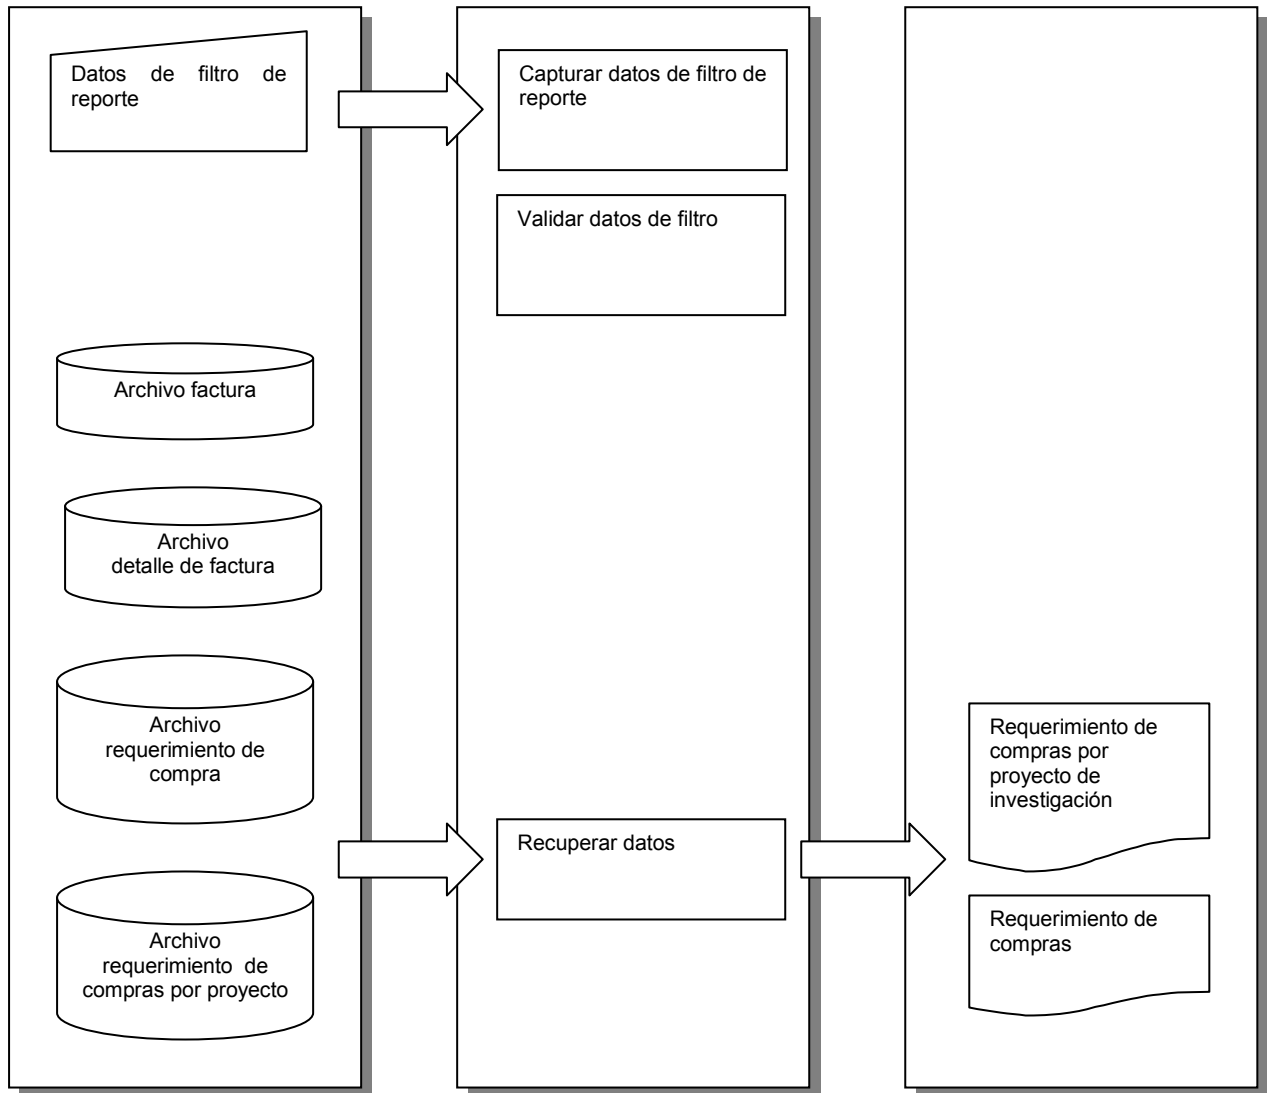 Datos de filtro de
reporte
Archivo factura
Archivo
detalle de factura
Archivo
requerimiento de
compra
Archivo
requerimiento de
compras por proyecto
Capturar datos de filtro de
reporte
Validar datos de filtro
Recuperar datos
Requerimiento de
compras por
proyecto de
investigación
Requerimiento de
compras